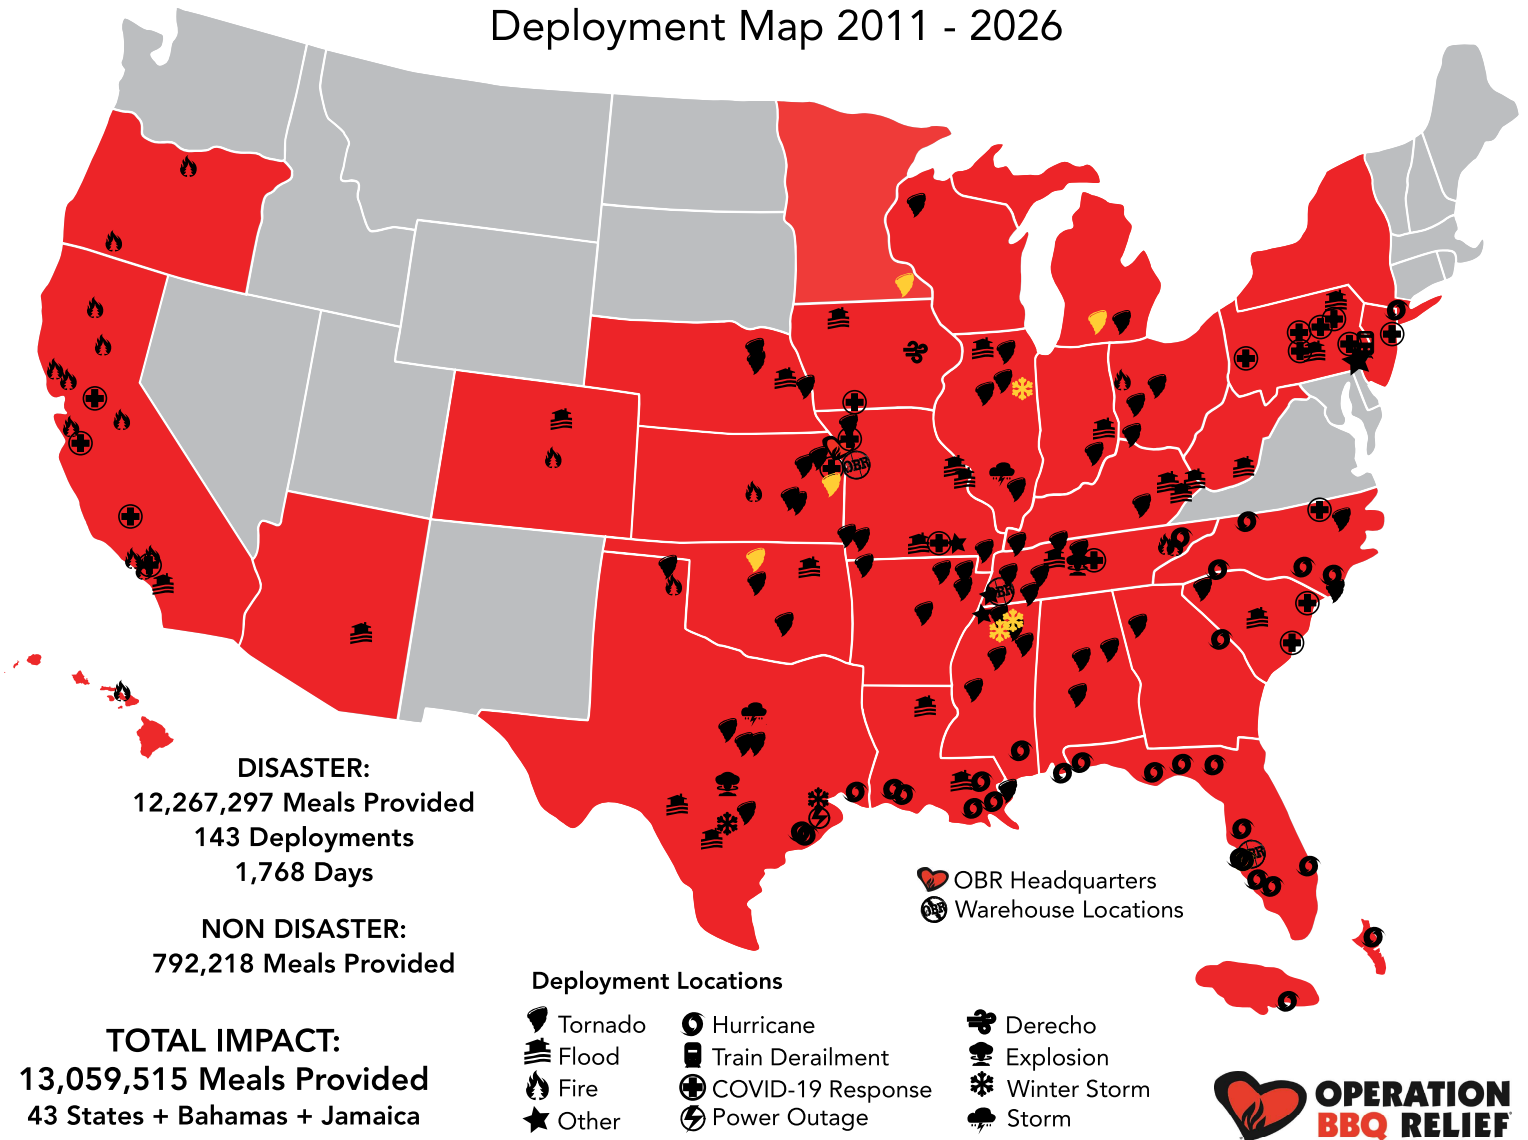 Deployment Map 2011 - 2026
OBR
OBR
DISASTER:
12,267,297 Meals Provided
143 Deployments
1,768 Days
NON DISASTER:
792,218 Meals Provided
TOTAL IMPACT:
13,059,515 Meals Provided
43 States + Bahamas + Jamaica
OBR Headquarters
OBR Warehouse Locations
Deployment Locations
Tornado
Flood
Fire
Other
Hurricane
Train Derailment
COVID-19 Response
Power Outage
Derecho
Explosion
Winter Storm
Storm
OPERATION
BBQ RELIEF